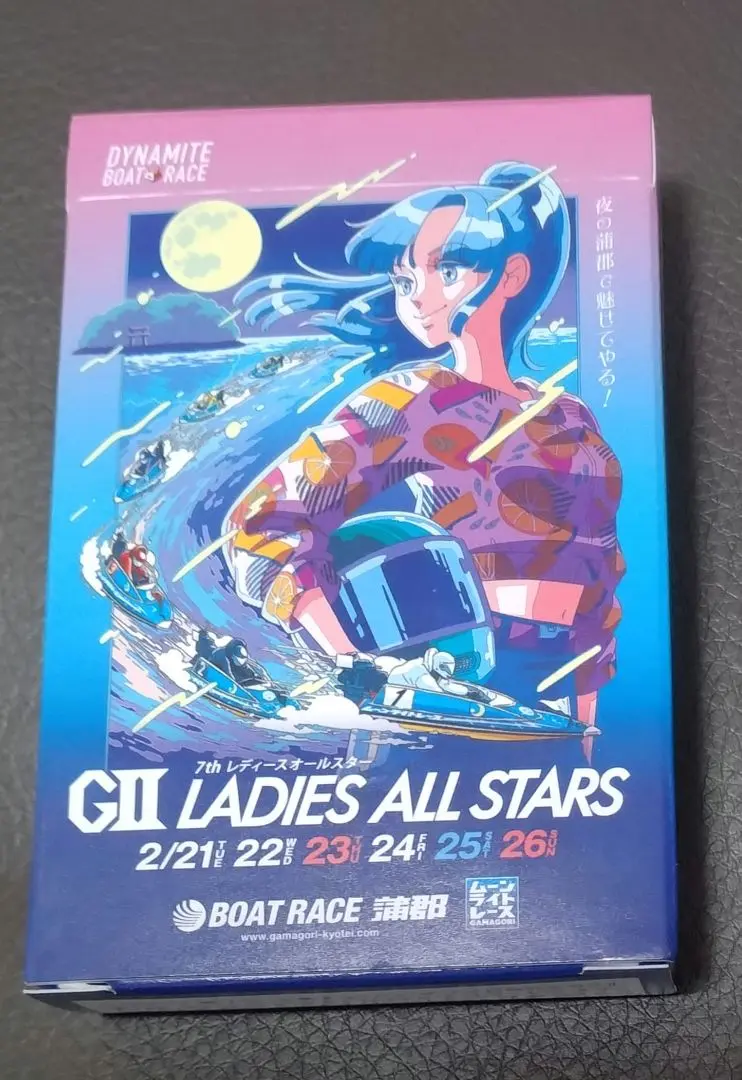 DYNAMITE
BOAT RACE
夜の蒲郡で魅せてやる!
1
7th レディースオールスター
GII LADIES ALL STARS
2/21 TUE 22 WED 23 THU 24 FRI 25 SAT 26 SUN
BOAT RACE 蒲郡
www.gamagori-kyotei.com
ムーン
ライト
レース
GAMAGORI